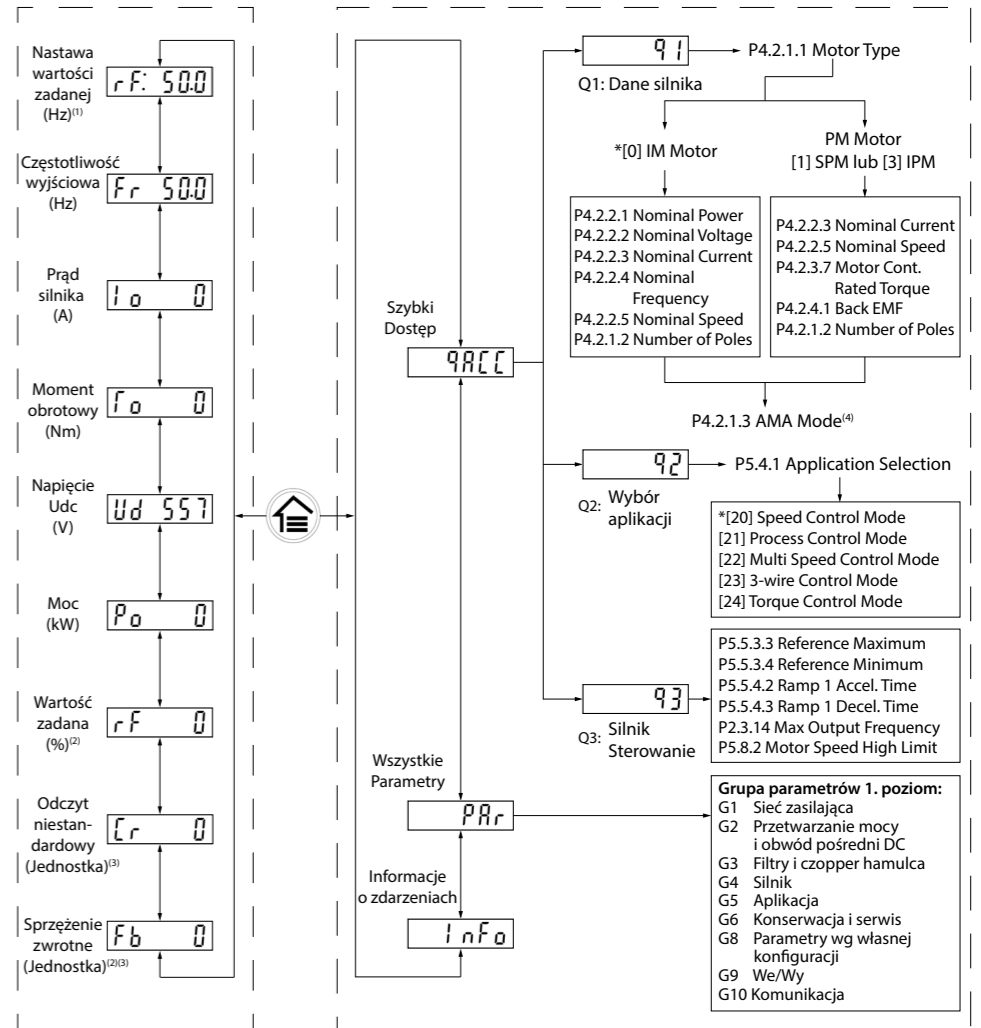 Nastawa
wartości
zadanej
(Hz)(1)
rF: 50.0
Częstotliwość
wyjściowa
(Hz)
Fr 50.0
Prąd
silnika
(A)
Io 0
Moment
obrotowy
(Nm)
To 0
Napięcie
Udc
(V)
Ud 557
Moc
(kW)
Po 0
Wartość
zadana
(%)(2)
rF 0
Odczyt
niestan-
dardowy
(Jednostka)(3)
Cr 0
Sprzężenie
zwrotne
(Jednostka)(2)(3)
Fb 0
Szybki
Dostęp
qACC
q1
Q1: Dane silnika
P4.2.1.1 Motor Type
*[0] IM Motor
PM Motor
[1] SPM lub [3] IPM
P4.2.2.1 Nominal Power
P4.2.2.2 Nominal Voltage
P4.2.2.3 Nominal Current
P4.2.2.4 Nominal
Frequency
P4.2.2.5 Nominal Speed
P4.2.1.2 Number of Poles
P4.2.2.3 Nominal Current
P4.2.2.5 Nominal Speed
P4.2.3.7 Motor Cont.
Rated Torque
P4.2.4.1 Back EMF
P4.2.1.2 Number of Poles
P4.2.1.3 AMA Mode(4)
q2
Q2: Wybór
aplikacji
P5.4.1 Application Selection
*[20] Speed Control Mode
[21] Process Control Mode
[22] Multi Speed Control Mode
[23] 3-wire Control Mode
[24] Torque Control Mode
q3
Q3: Silnik
Sterowanie
P5.5.3.3 Reference Maximum
P5.5.3.4 Reference Minimum
P5.5.4.2 Ramp 1 Accel. Time
P5.5.4.3 Ramp 1 Decel. Time
P2.3.14 Max Output Frequency
P5.8.2 Motor Speed High Limit
Wszystkie
Parametry
PAr
Grupa parametrów 1. poziom:
G1 Sieć zasilająca
G2 Przetwarzanie mocy
i obwód pośredni DC
G3 Filtry i czopper hamulca
G4 Silnik
G5 Aplikacja
G6 Konserwacja i serwis
G8 Parametry wg własnej
konfiguracji
G9 We/Wy
G10 Komunikacja
Informacje
o zdarzeniach
InFo